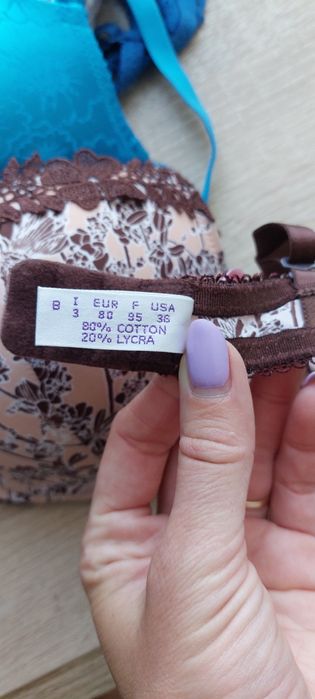 B I EUR F USA
3 80 95 36
80% COTTON
20% LYCRA